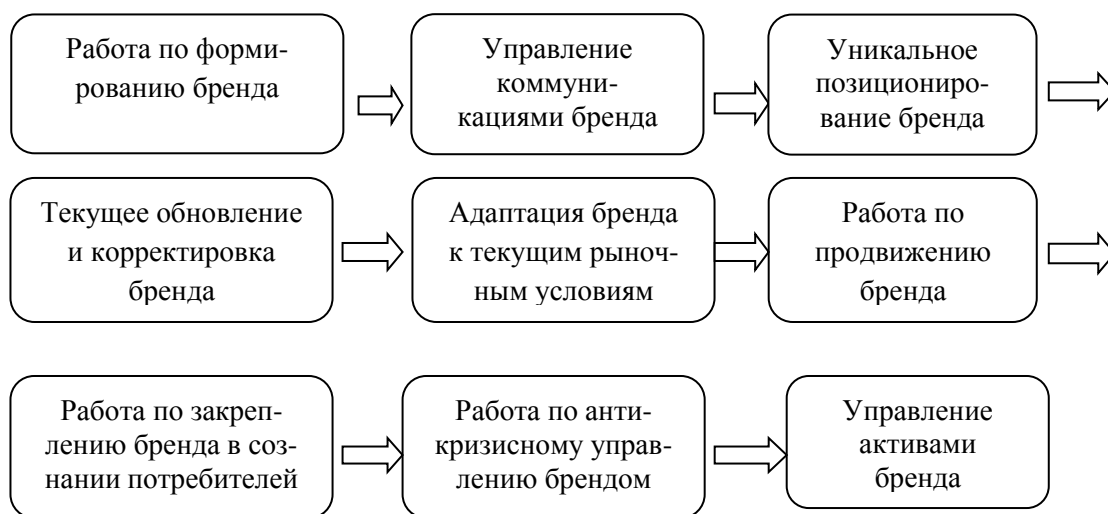 Работа по форми-
рованию бренда
Управление
коммуни-
кациями бренда
Уникальное
позициониро-
вание бренда
Текущее обновление
и корректировка
бренда
Адаптация бренда
к текущим рыноч-
ным условиям
Работа по
продвижению
бренда
Работа по закреп-
лению бренда в соз-
нании потребителей
Работа по анти-
кризисному управ-
лению брендом
Управление
активами
бренда